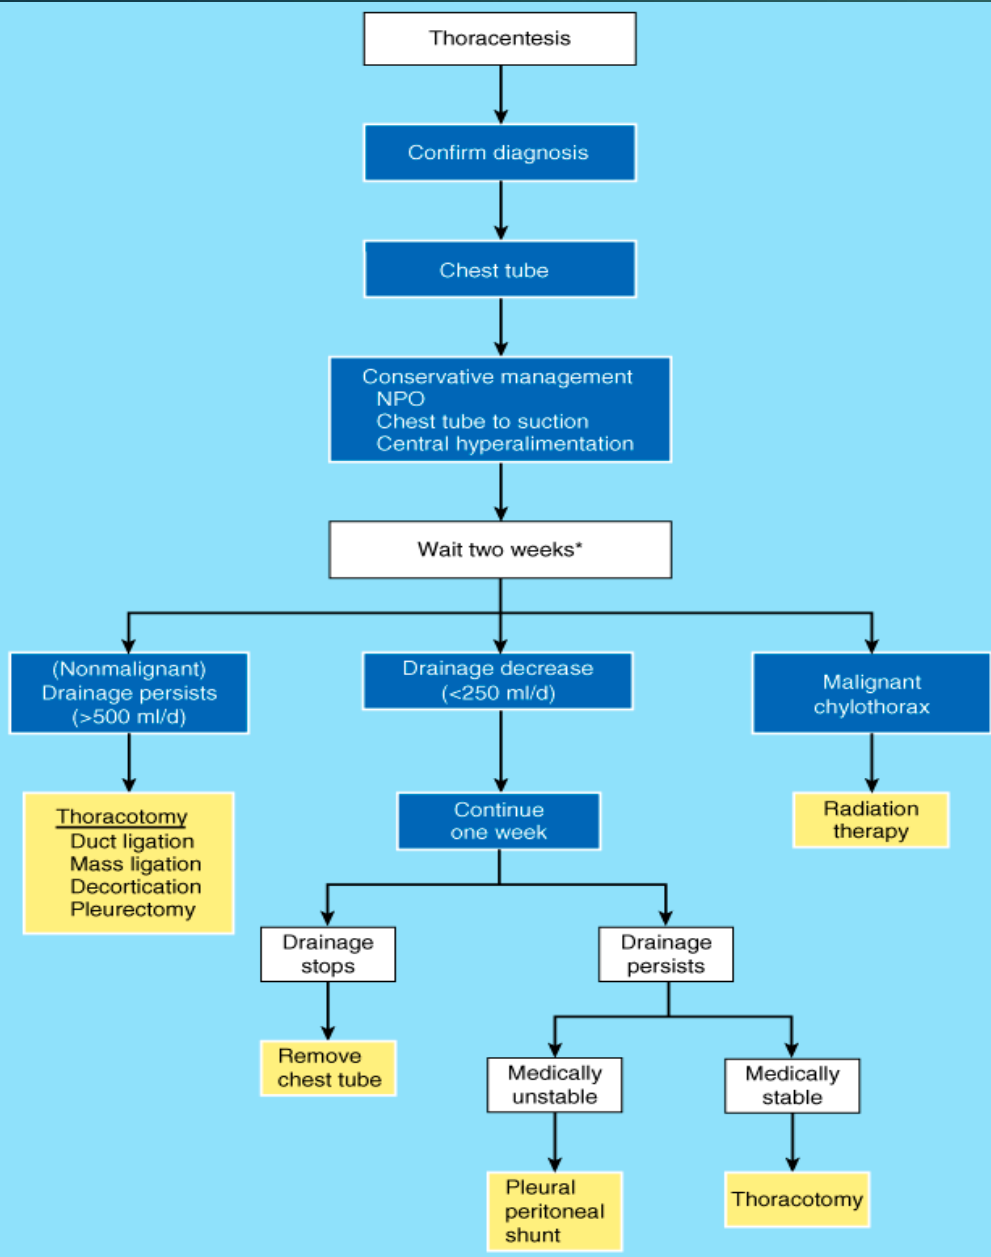 Thoracentesis
Confirm diagnosis
Chest tube
Conservative management
NPO
Chest tube to suction
Central hyperalimentation
Wait two weeks*
(Nonmalignant)
Drainage persists
(>500 ml/d)
Drainage decrease
(<250 ml/d)
Malignant
chylothorax
Thoracotomy
Duct ligation
Mass ligation
Decortication
Pleurectomy
Continue
one week
Radiation
therapy
Drainage
stops
Drainage
persists
Remove
chest tube
Medically
unstable
Medically
stable
Pleural
peritoneal
shunt
Thoracotomy